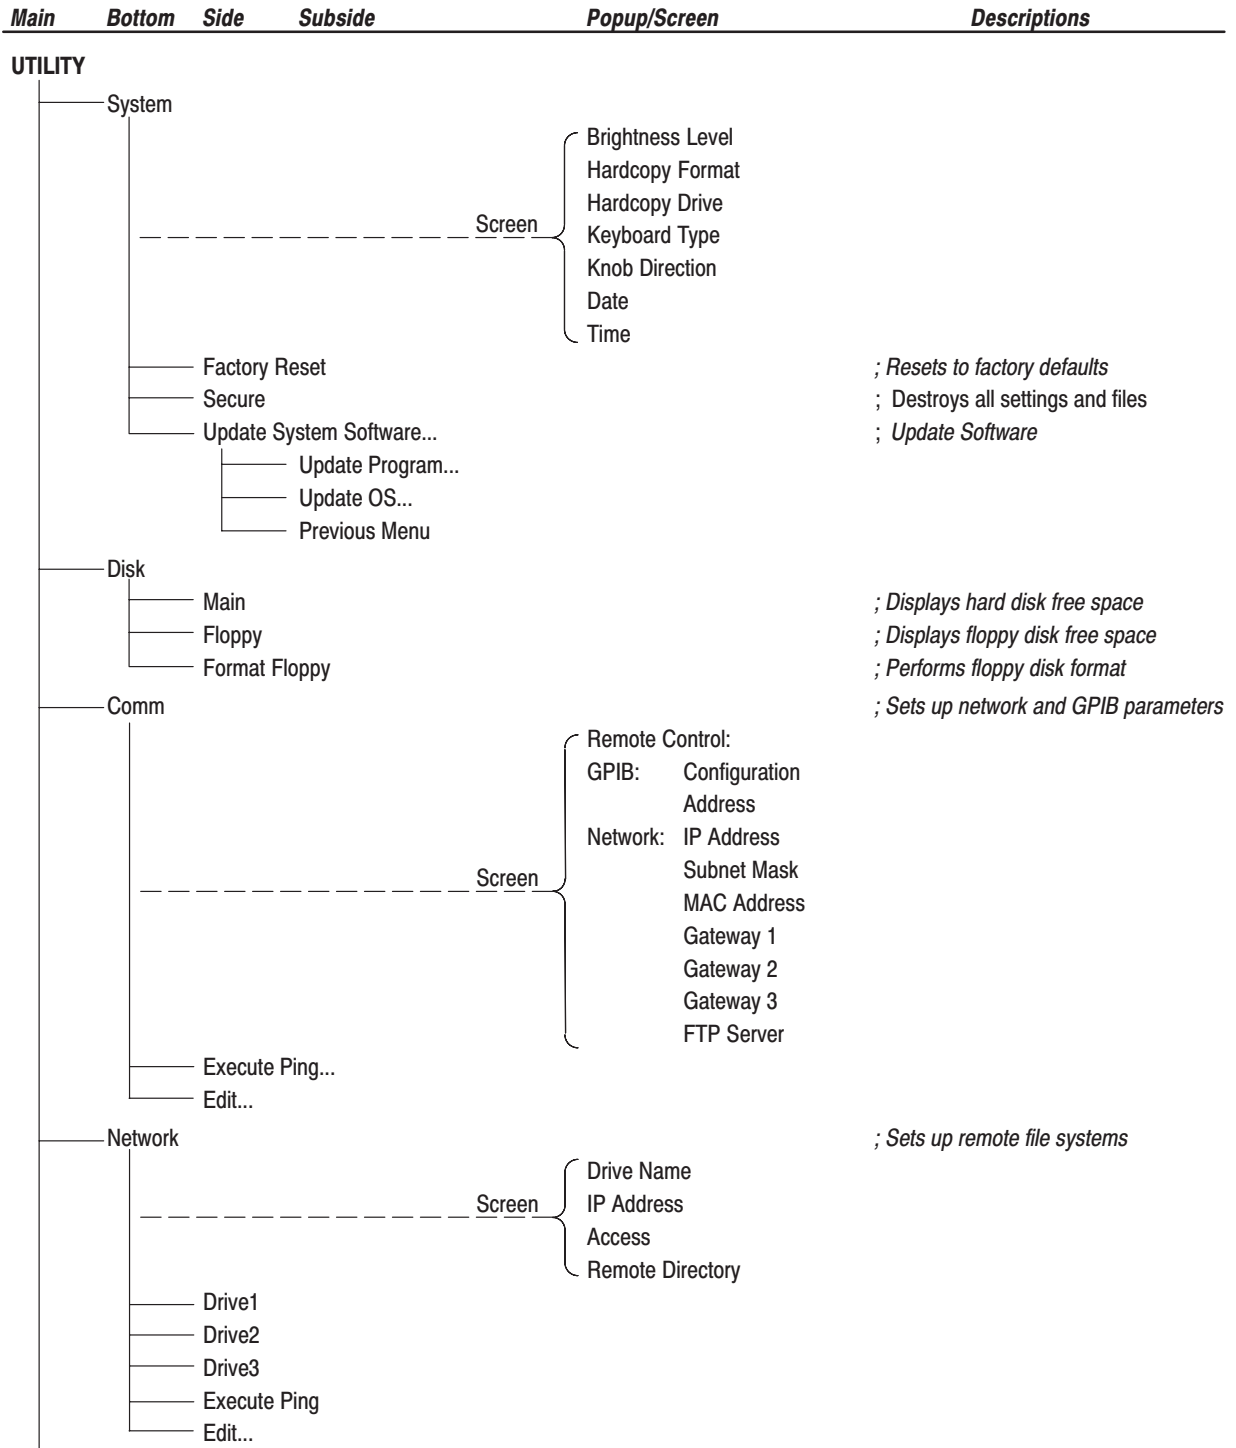 Main Bottom Side Subside Popup/Screen Descriptions
UTILITY
System
Brightness Level
Hardcopy Format
Hardcopy Drive
Screen
Keyboard Type
Knob Direction
Date
Time
Factory Reset ; Resets to factory defaults
Secure ; Destroys all settings and files
Update System Software... ; Update Software
Update Program...
Update OS...
Previous Menu
Disk
Main ; Displays hard disk free space
Floppy ; Displays floppy disk free space
Format Floppy ; Performs floppy disk format
Comm ; Sets up network and GPIB parameters
Remote Control:
GPIB: Configuration
Address
Network: IP Address
Subnet Mask
Screen
MAC Address
Gateway 1
Gateway 2
Gateway 3
FTP Server
Execute Ping...
Edit...
Network ; Sets up remote file systems
Drive Name
Screen IP Address
Access
Remote Directory
Drive1
Drive2
Drive3
Execute Ping
Edit...